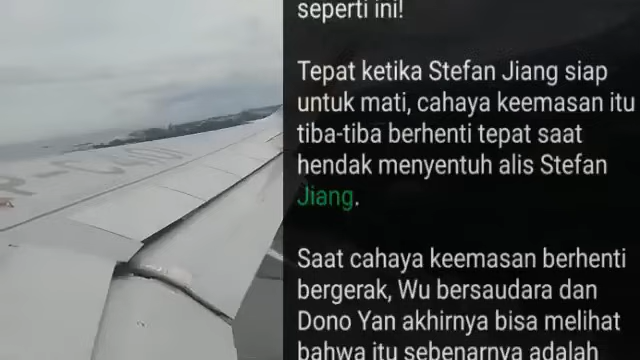 seperti ini!
Tepat ketika Stefan Jiang siap
untuk mati, cahaya keemasan itu
tiba-tiba berhenti tepat saat
hendak menyentuh alis Stefan
Jiang.
Saat cahaya keemasan berhenti
bergerak, Wu bersaudara dan
Dono Yan akhirnya bisa melihat
bahwa itu sebenarnya adalah